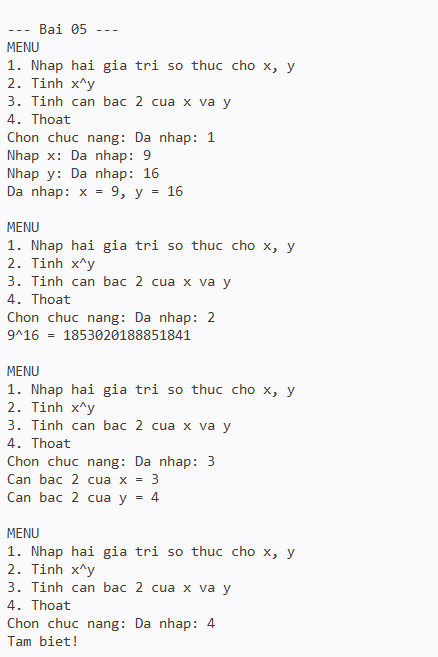 --- Bai 05 ---
MENU
1. Nhap hai gia tri so thuc cho x, y
2. Tinh x^y
3. Tinh can bac 2 cua x va y
4. Thoat
Chon chuc nang: Da nhap: 1
Nhap x: Da nhap: 9
Nhap y: Da nhap: 16
Da nhap: x = 9, y = 16

MENU
1. Nhap hai gia tri so thuc cho x, y
2. Tinh x^y
3. Tinh can bac 2 cua x va y
4. Thoat
Chon chuc nang: Da nhap: 2
9^16 = 1853020188851841

MENU
1. Nhap hai gia tri so thuc cho x, y
2. Tinh x^y
3. Tinh can bac 2 cua x va y
4. Thoat
Chon chuc nang: Da nhap: 3
Can bac 2 cua x = 3
Can bac 2 cua y = 4

MENU
1. Nhap hai gia tri so thuc cho x, y
2. Tinh x^y
3. Tinh can bac 2 cua x va y
4. Thoat
Chon chuc nang: Da nhap: 4
Tam biet!